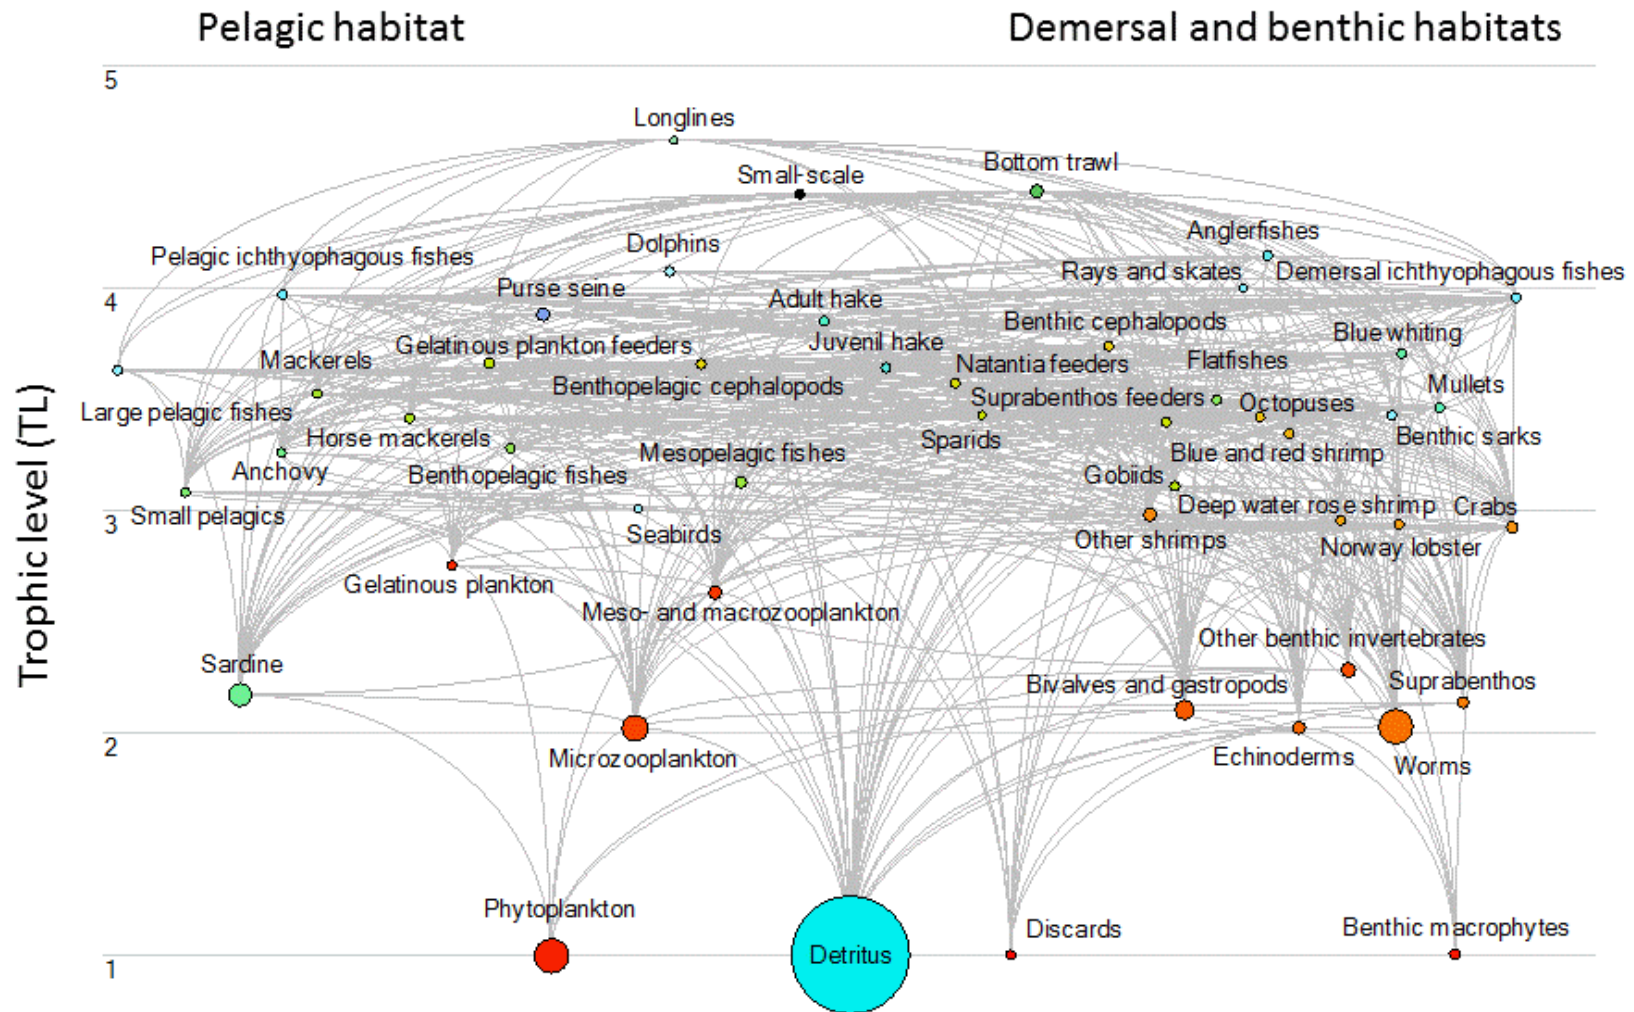 Pelagic habitat
Demersal and benthic habitats
Trophic level (TL)
5
Longlines
Small-scale
Bottom trawl
Anglerfishes
Dolphins
Pelagic ichthyophagous fishes
Rays and skates
Demersal ichthyophagous fishes
4
Purse seine
Adult hake
Benthic cephalopods
Blue whiting
Juvenil hake
Gelatinous plankton feeders
Mackerels
Natantia feeders
Flatfishes
Benthopelagic cephalopods
Mullets
Suprabenthos feeders
Octopuses
Large pelagic fishes
Horse mackerels
Sparids
Benthic sarks
Mesopelagic fishes
Blue and red shrimp
Anchovy
Benthopelagic fishes
Gobiids
Deep water rose shrimp
Crabs
Small pelagics
3
Seabirds
Other shrimps
Norway lobster
Gelatinous plankton
Meso- and macrozooplankton
Other benthic invertebrates
Sardine
Bivalves and gastropods
Suprabenthos
2
Microzooplankton
Echinoderms
Worms
Phytoplankton
Discards
Benthic macrophytes
Detritus
1